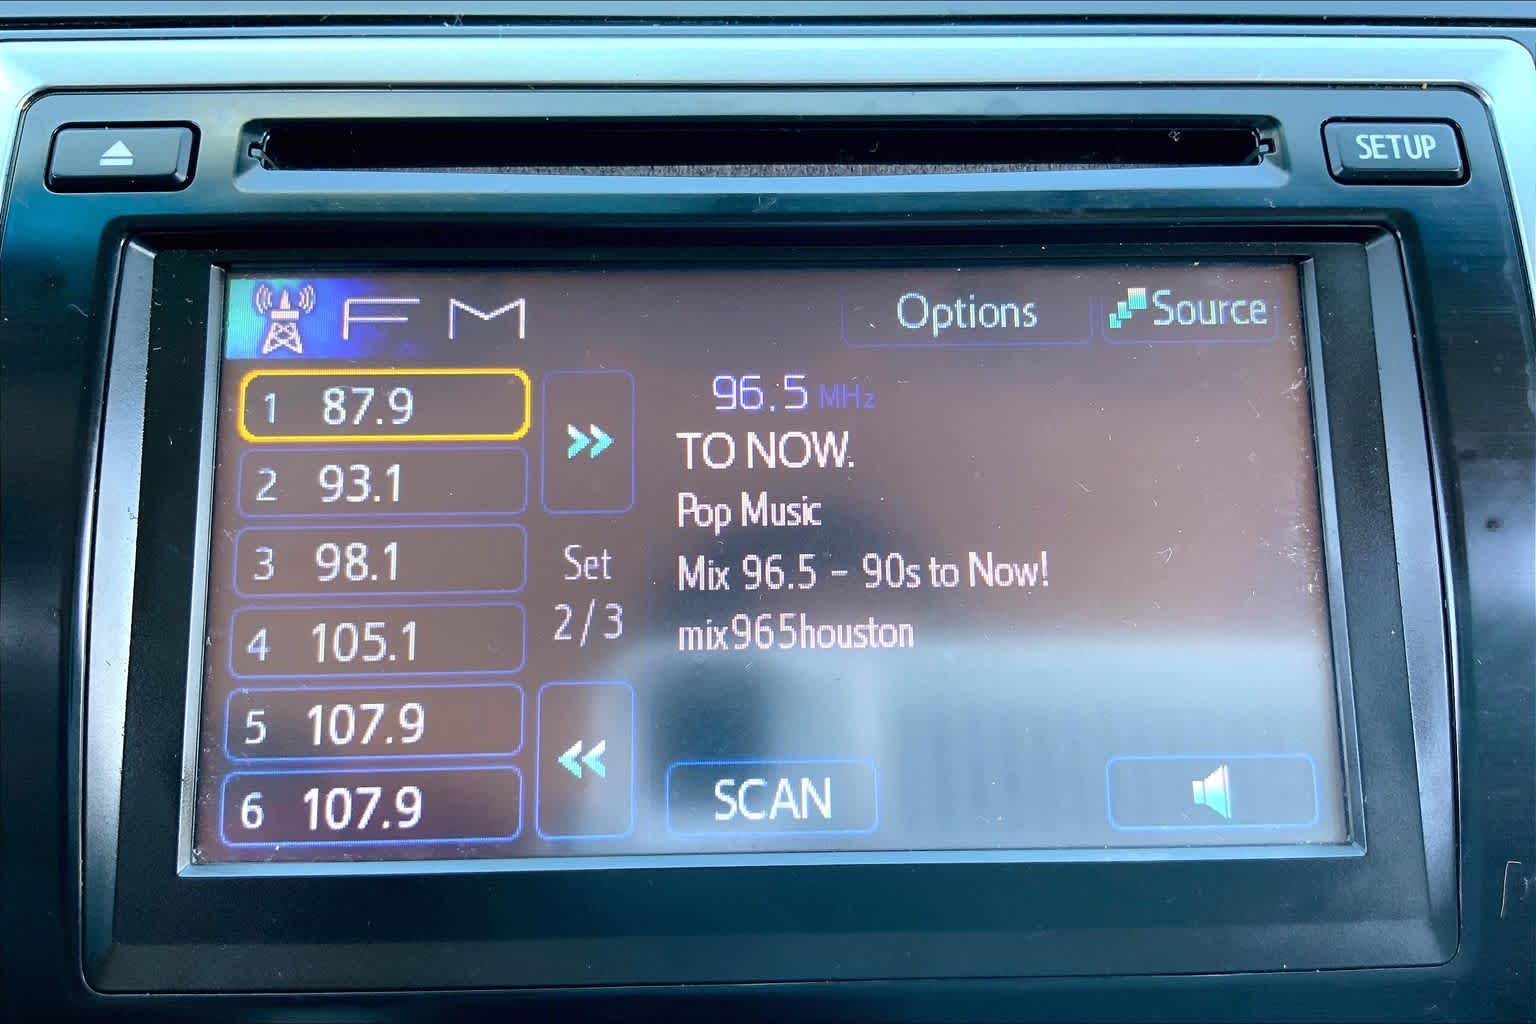 SETUP
FM
Options
Source
1 87.9
2 93.1
3 98.1
4 105.1
5 107.9
6 107.9
Set
2/3
96.5 MHz
TO NOW.
Pop Music
Mix 96.5 - 90s to Now!
mix965houston
SCAN